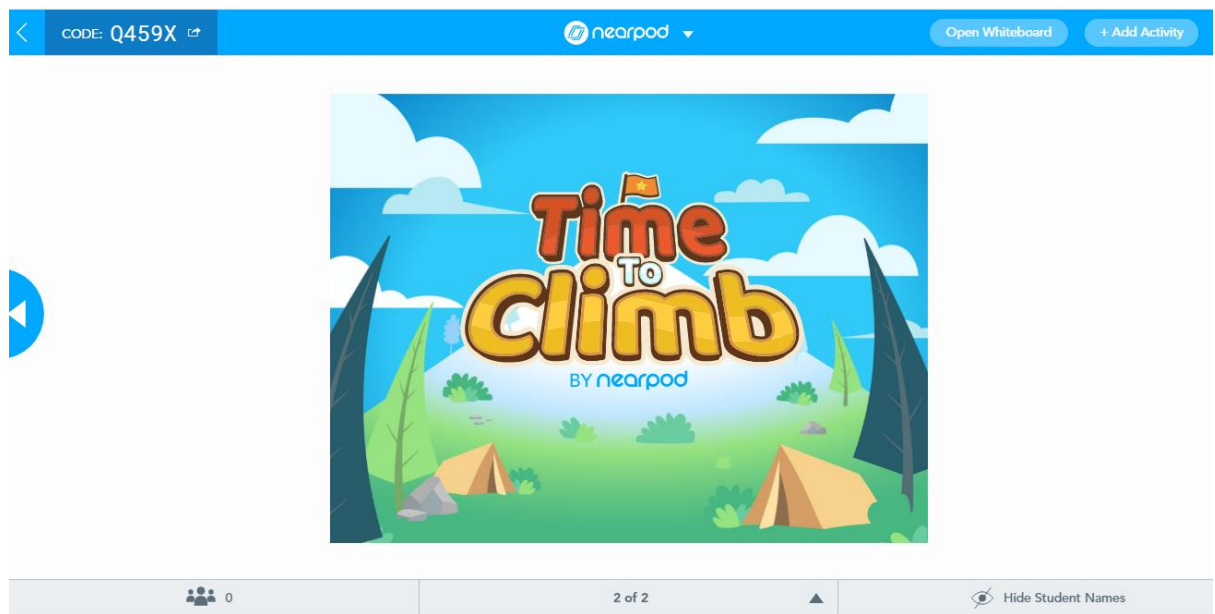 CODE: Q459X
nearpod
Open Whiteboard
+ Add Activity
Time
To
Climb
BY nearpod
0
2 of 2
Hide Student Names